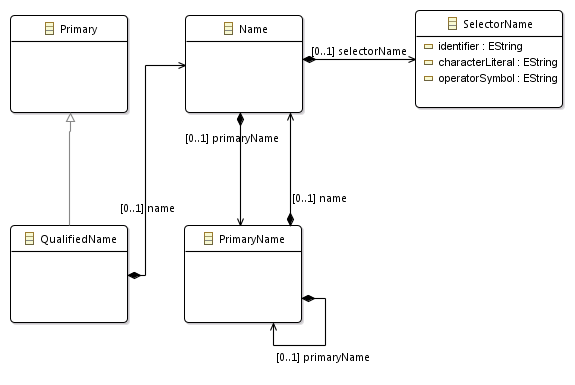 Primary
Name
SelectorName
identifier : EString
characterLiteral : EString
operatorSymbol : EString
[0..1] selectorName
[0..1] primaryName
[0..1] name
[0..1] name
QualifiedName
PrimaryName
[0..1] primaryName